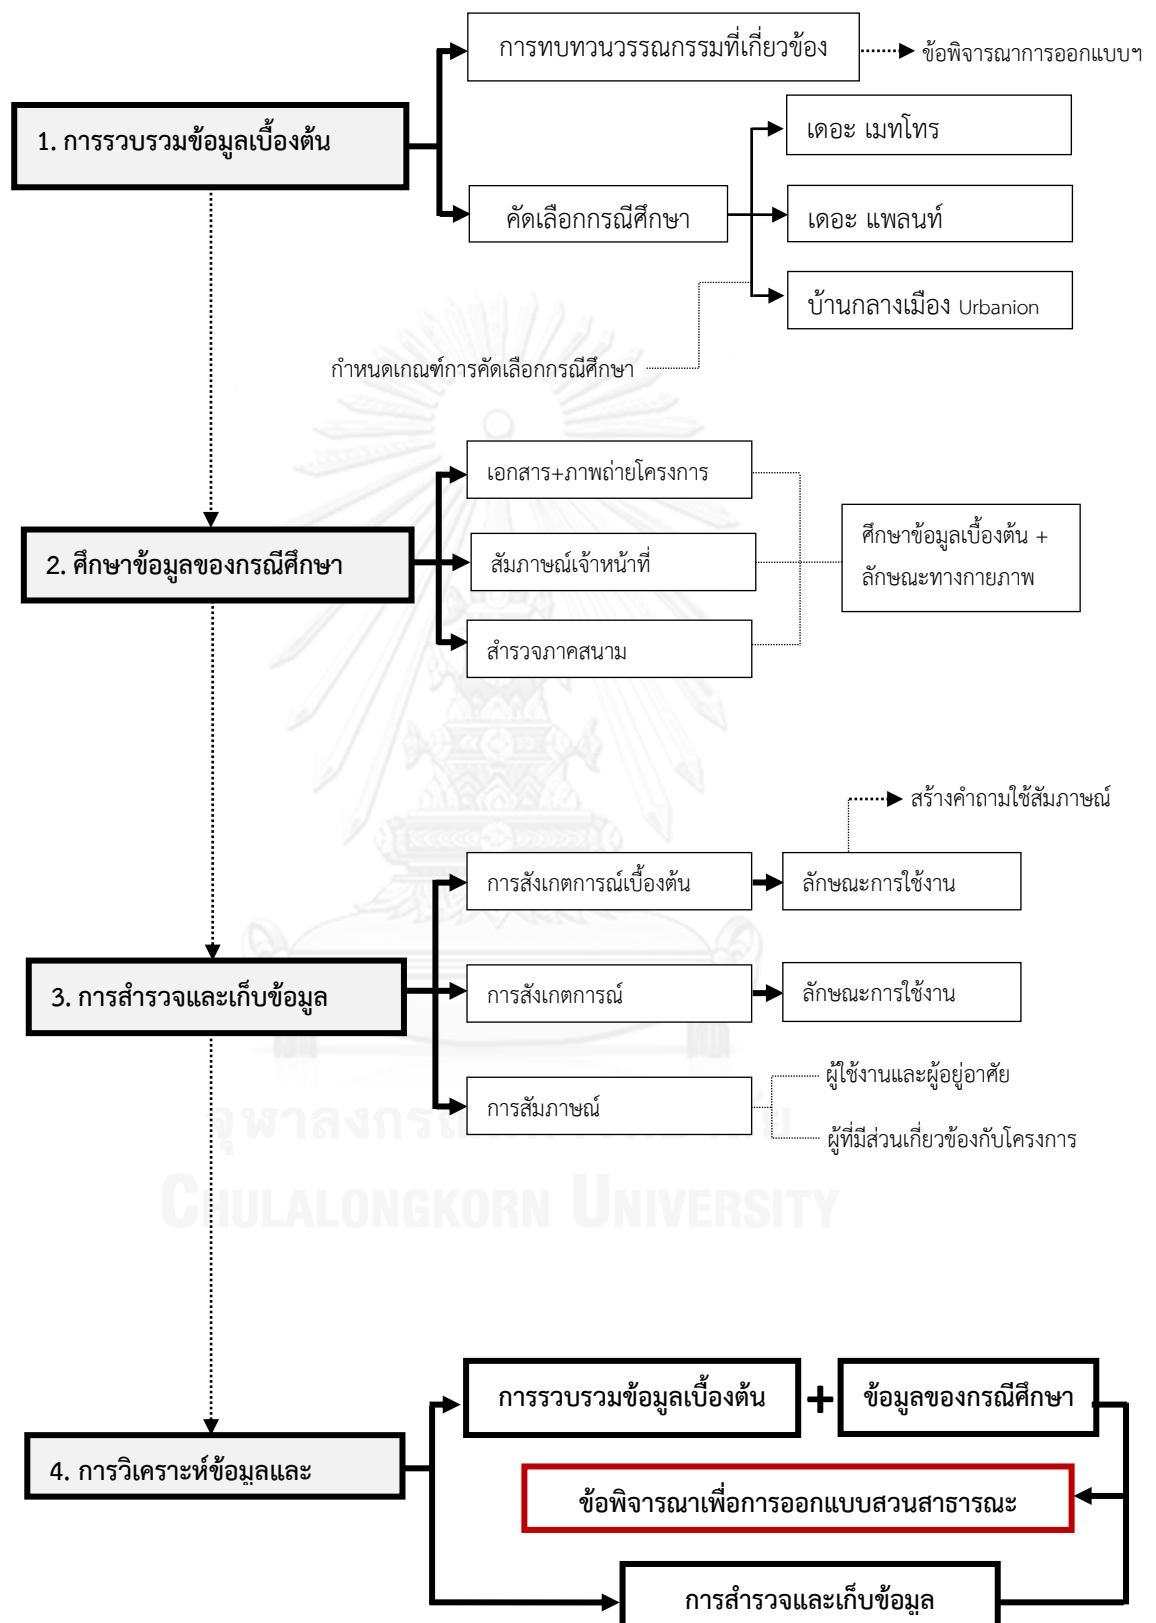 การทบทวนวรรณกรรมที่เกี่ยวข้อง
ข้อพิจารณาการออกแบบฯ
1. การรวบรวมข้อมูลเบื้องต้น
เดอะ เมทโทร
คัดเลือกกรณีศึกษา
เดอะ แพลนท์
บ้านกลางเมือง Urbanion
กำหนดเกณฑ์การคัดเลือกกรณีศึกษา
เอกสาร+ภาพถ่ายโครงการ
2. ศึกษาข้อมูลของกรณีศึกษา
สัมภาษณ์เจ้าหน้าที่
ศึกษาข้อมูลเบื้องต้น +
ลักษณะทางกายภาพ
สำรวจภาคสนาม
สร้างคำถามใช้สัมภาษณ์
การสังเกตการณ์เบื้องต้น
ลักษณะการใช้งาน
3. การสำรวจและเก็บข้อมูล
การสังเกตการณ์
ลักษณะการใช้งาน
ผู้ใช้งานและผู้อยู่อาศัย
การสัมภาษณ์
ผู้ที่มีส่วนเกี่ยวข้องกับโครงการ
CHULALONGKORN UNIVERSITY
การรวบรวมข้อมูลเบื้องต้น + ข้อมูลของกรณีศึกษา
4. การวิเคราะห์ข้อมูลและ
ข้อพิจารณาเพื่อการออกแบบสวนสาธารณะ
การสำรวจและเก็บข้อมูล